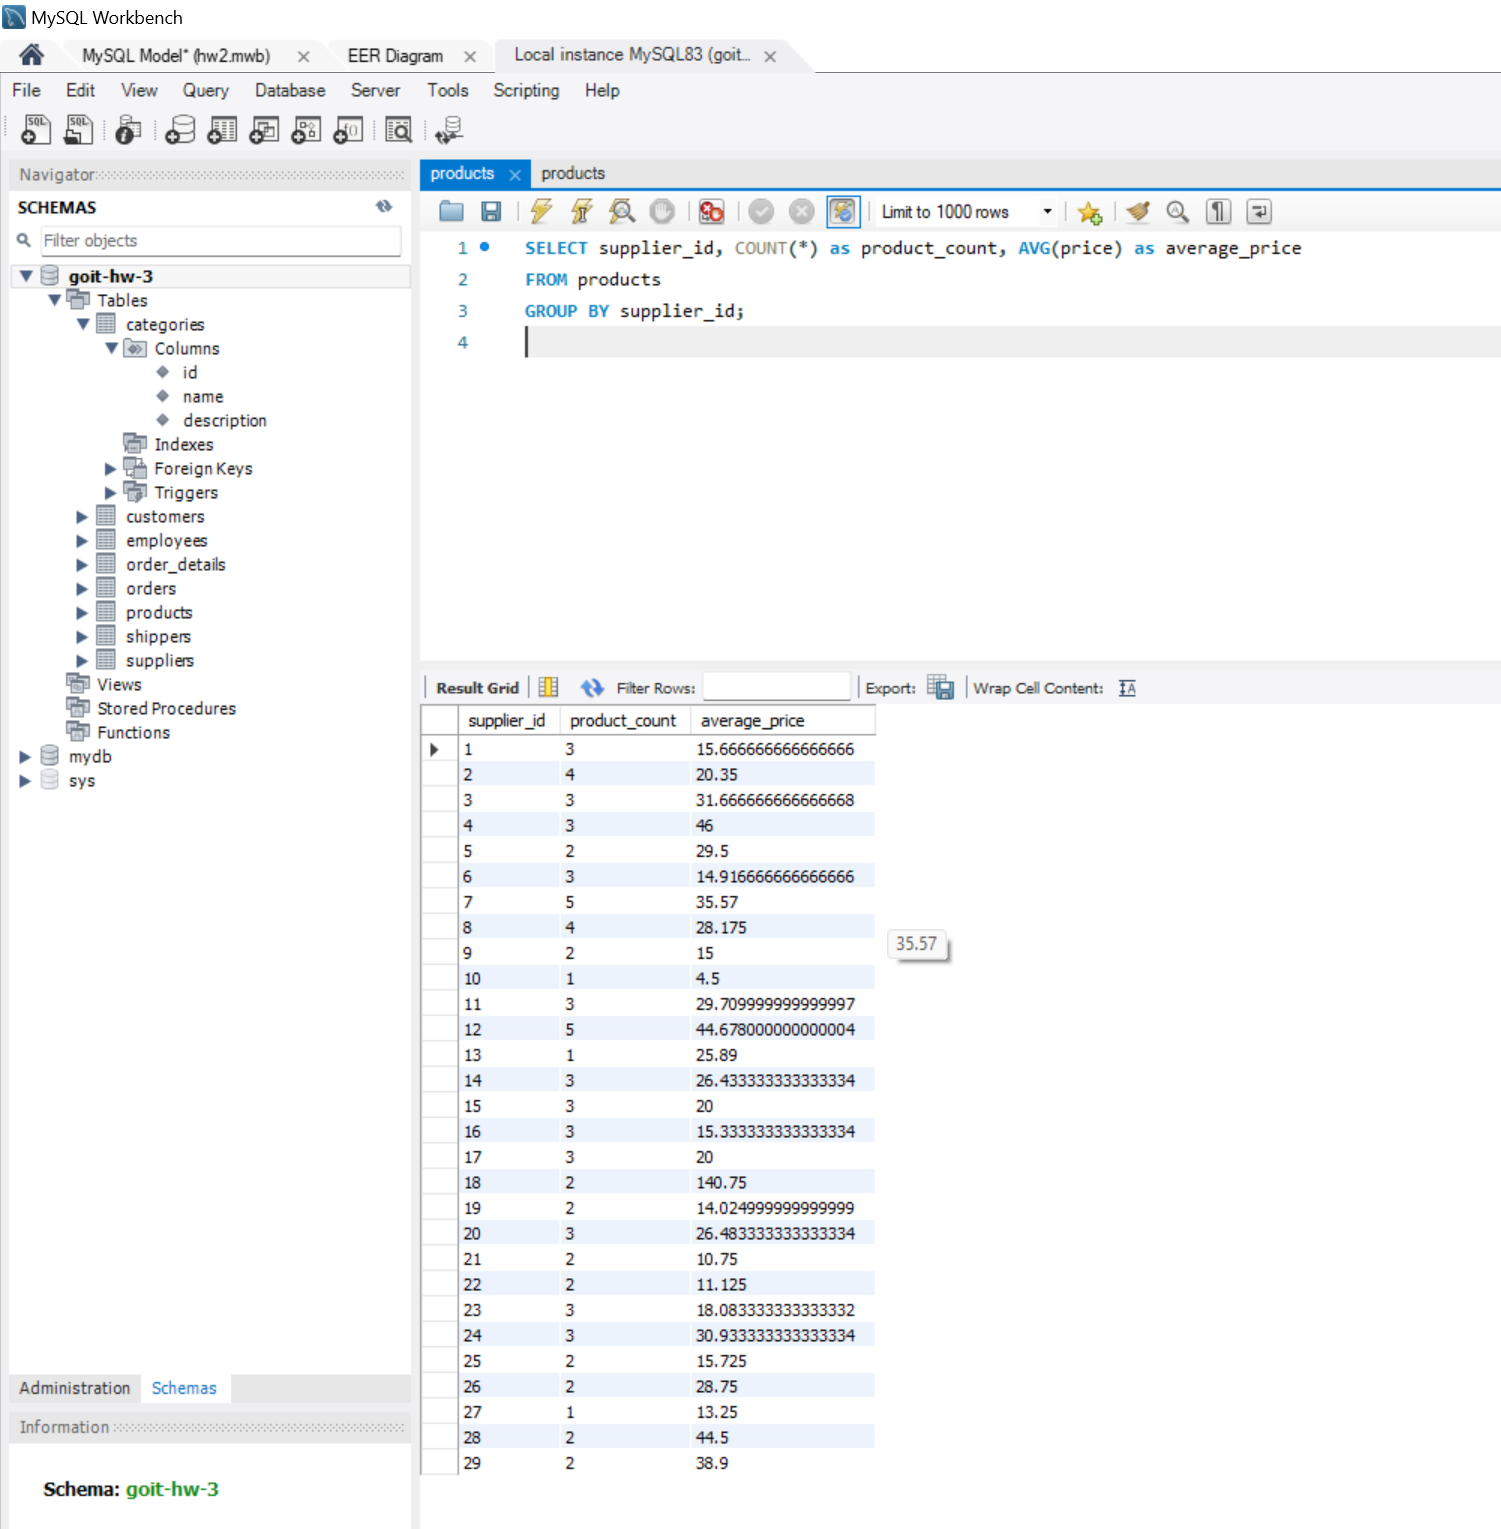 MySQL Workbench
MySQL Model* (hw2.mwb)
EER Diagram
Local instance MySQL83 (goit...
File Edit View Query Database Server Tools Scripting Help
Navigator
SCHEMAS
Filter objects
goit-hw-3
Tables
categories
Columns
id
name
description
Indexes
Foreign Keys
Triggers
customers
employees
order_details
orders
products
shippers
suppliers
Views
Stored Procedures
Functions
mydb
sys
Administration Schemas
Information
Schema: goit-hw-3
products products
Limit to 1000 rows
1 SELECT supplier_id, COUNT(*) as product_count, AVG(price) as average_price
2 FROM products
3 GROUP BY supplier_id;
4
Result Grid Filter Rows: Export: Wrap Cell Content:
supplier_id product_count average_price
1 3 15.666666666666666
2 4 20.35
3 3 31.666666666666668
4 3 46
5 2 29.5
6 3 14.916666666666666
7 5 35.57
8 4 28.175
35.57
9 2 15
10 1 4.5
11 3 29.709999999999997
12 5 44.678000000000004
13 1 25.89
14 3 26.433333333333334
15 3 20
16 3 15.333333333333334
17 3 20
18 2 140.75
19 2 14.024999999999999
20 3 26.483333333333334
21 2 10.75
22 2 11.125
23 3 18.083333333333332
24 3 30.933333333333334
25 2 15.725
26 2 28.75
27 1 13.25
28 2 44.5
29 2 38.9